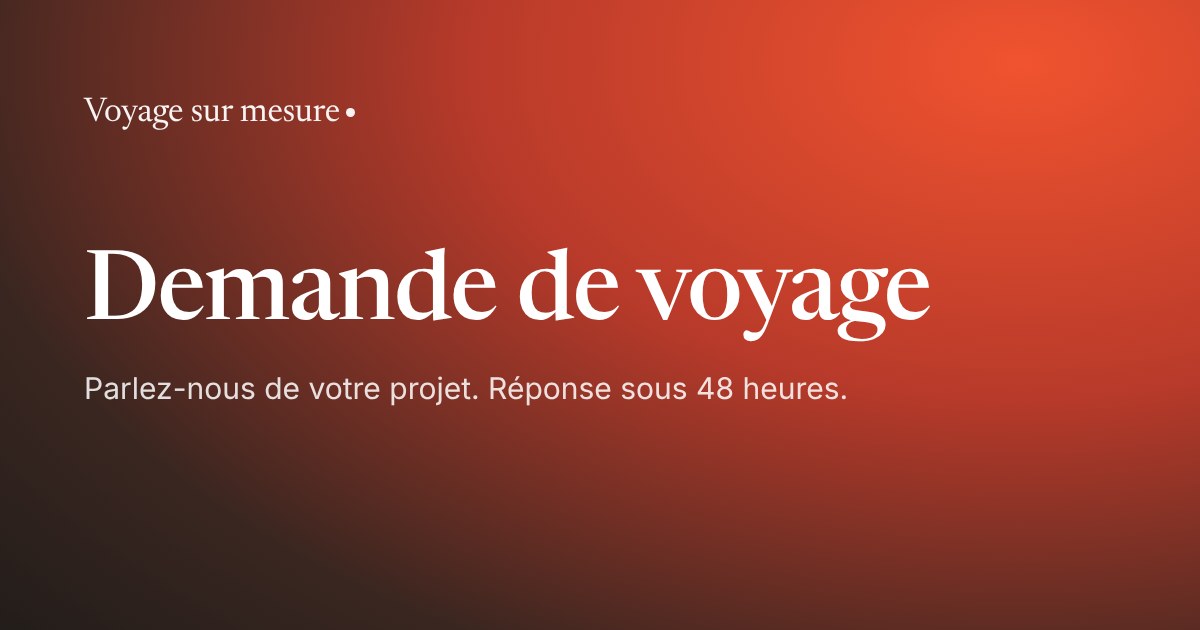 Voyage sur mesure•
Demande de voyage
Parlez-nous de votre projet. Réponse sous 48 heures.